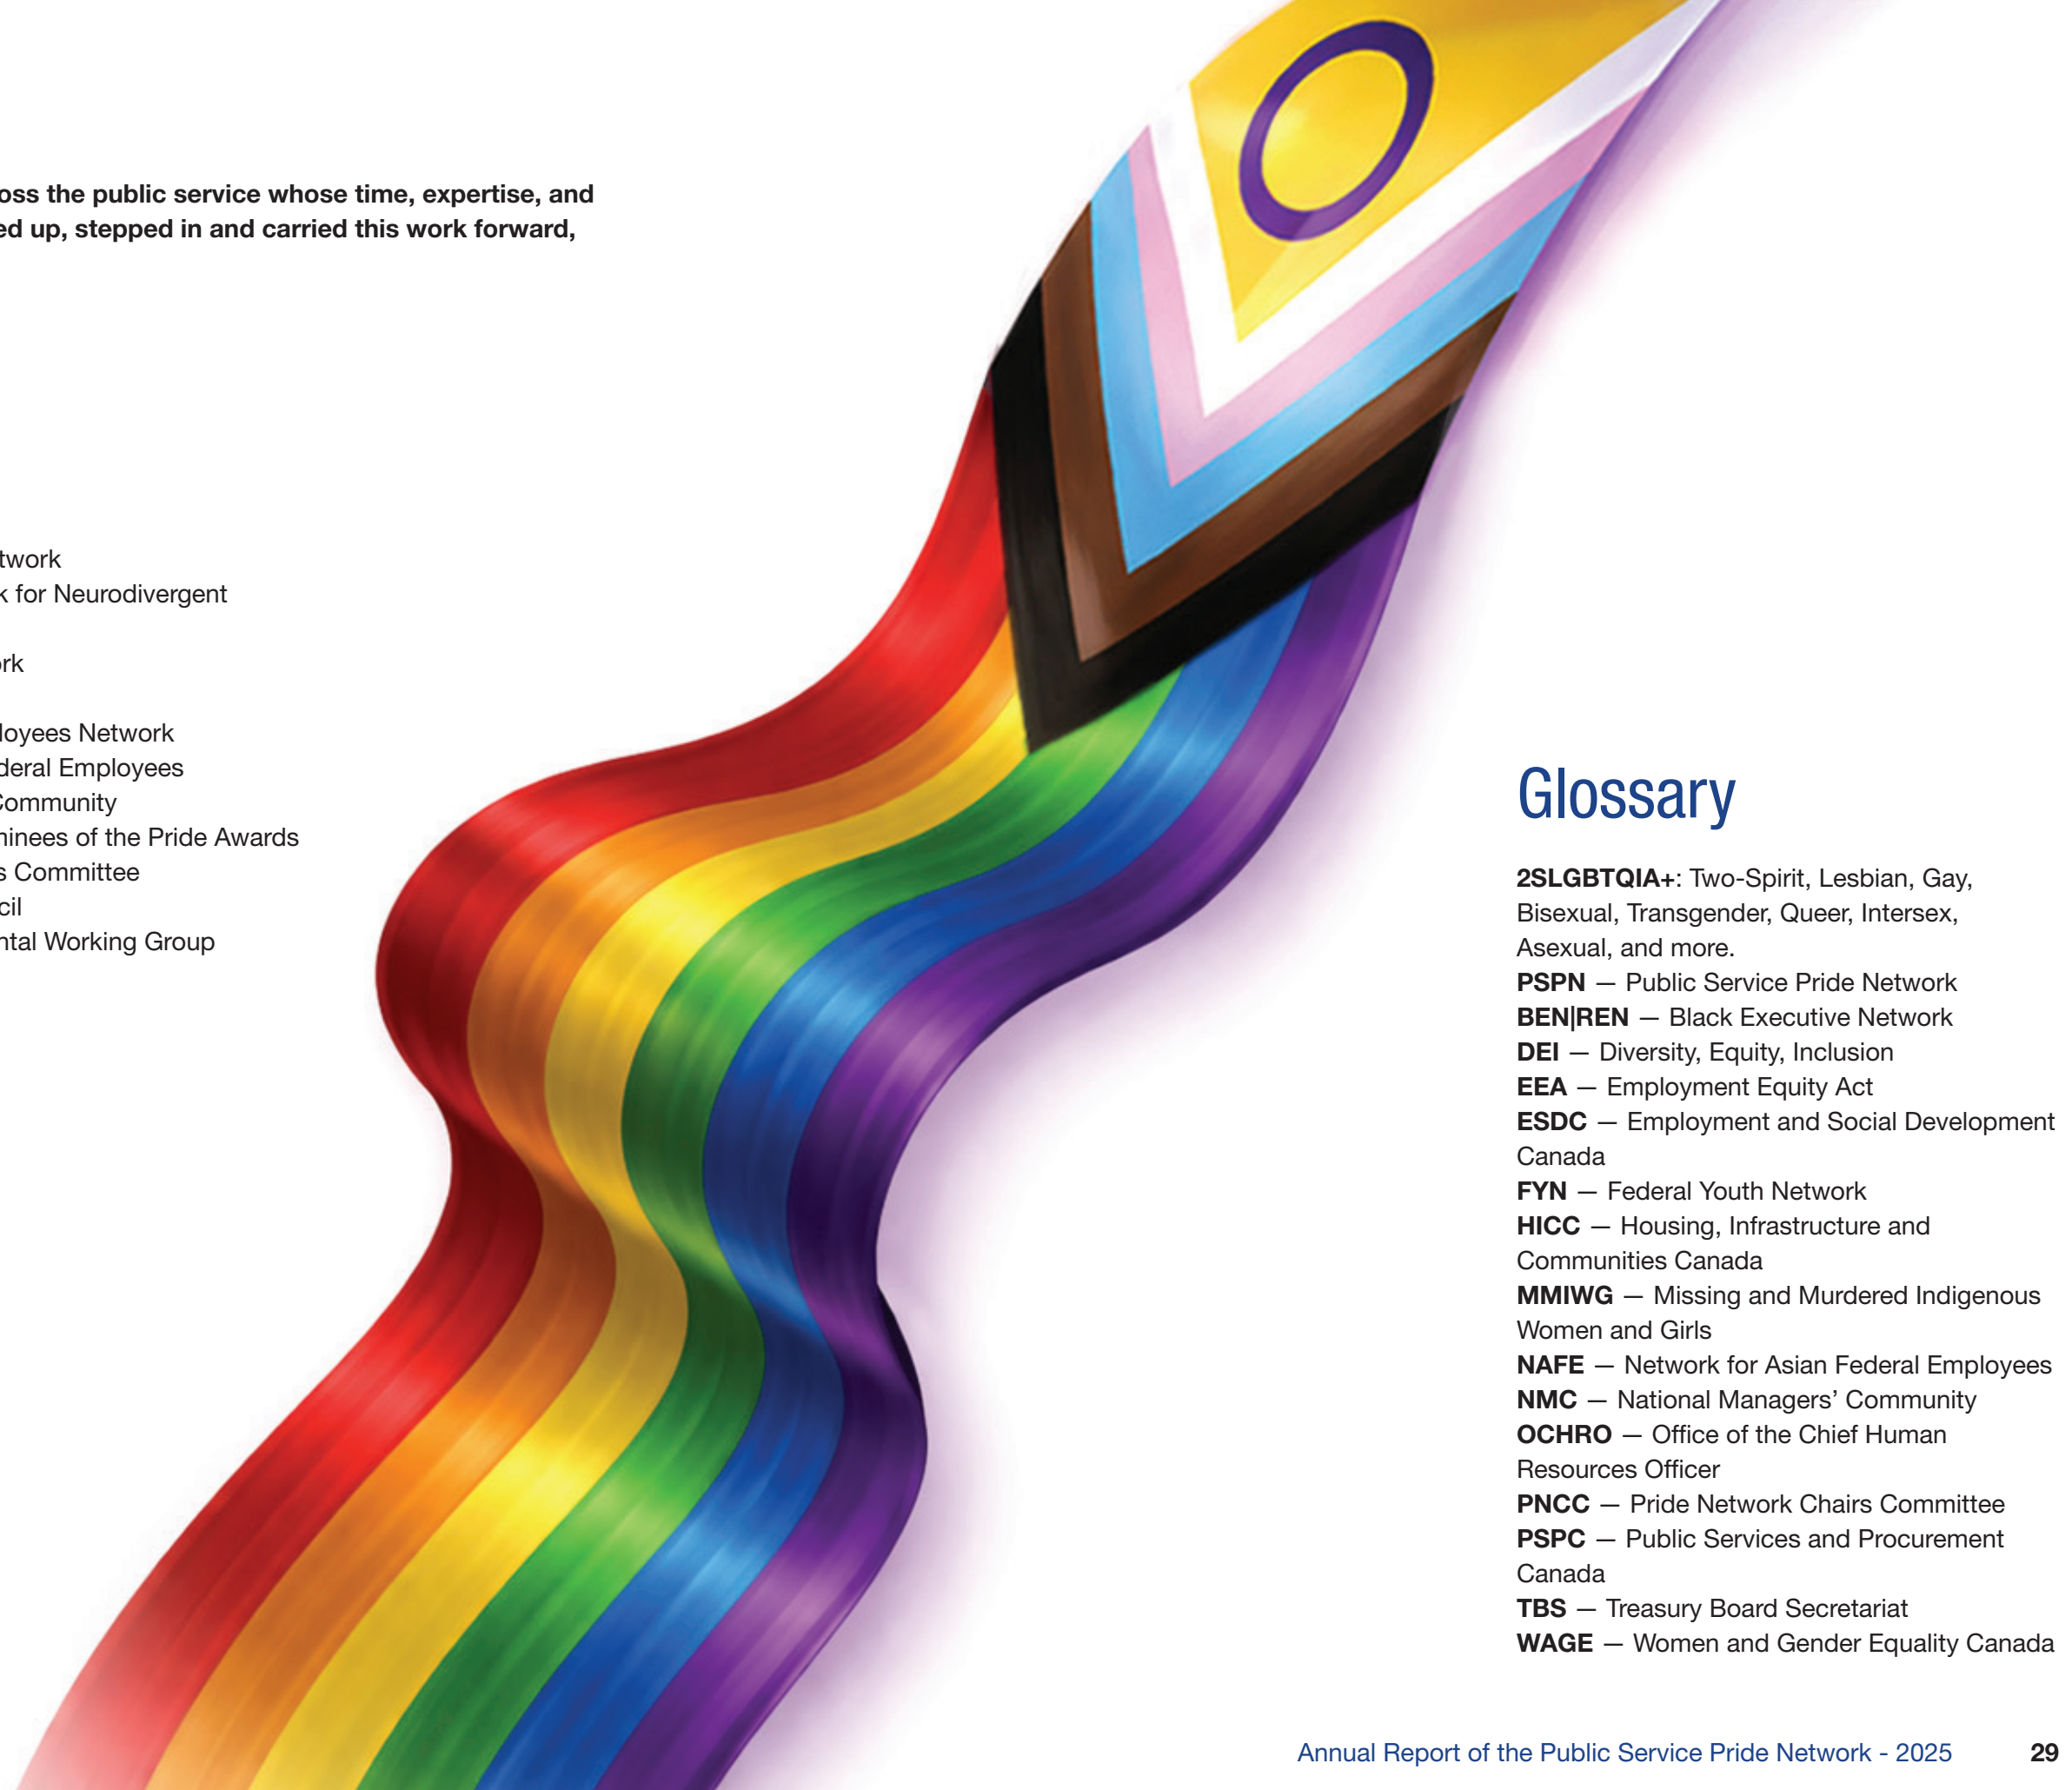 oss the public service whose time, expertise, and
ed up, stepped in and carried this work forward,
twork
k for Neurodivergent
ork
loyees Network
deral Employees
Community
minees of the Pride Awards
s Committee
cil
ntal Working Group
Glossary
2SLGBTQIA+: Two-Spirit, Lesbian, Gay,
Bisexual, Transgender, Queer, Intersex,
Asexual, and more.
PSPN — Public Service Pride Network
BEN|REN — Black Executive Network
DEI — Diversity, Equity, Inclusion
EEA — Employment Equity Act
ESDC — Employment and Social Development
Canada
FYN — Federal Youth Network
HICC — Housing, Infrastructure and
Communities Canada
MMIWG — Missing and Murdered Indigenous
Women and Girls
NAFE — Network for Asian Federal Employees
NMC — National Managers’ Community
OCHRO — Office of the Chief Human
Resources Officer
PNCC — Pride Network Chairs Committee
PSPC — Public Services and Procurement
Canada
TBS — Treasury Board Secretariat
WAGE — Women and Gender Equality Canada
Annual Report of the Public Service Pride Network - 2025 29